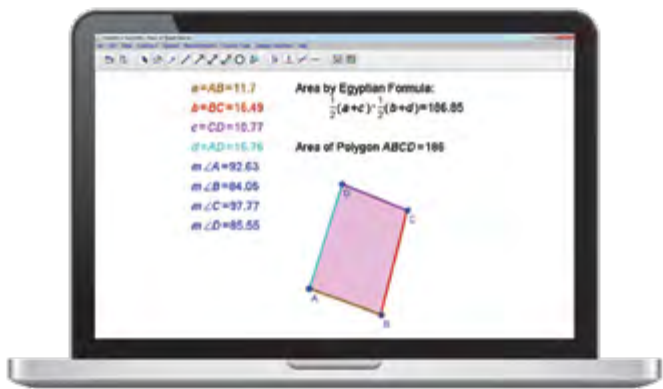 a=AB=11.7
b=BC=16.49
c=CD=10.77
d=AD=16.76
m∠A=92.63
m∠B=84.05
m∠C=97.77
m∠D=85.55
Area by Egyptian Formula:
1/2(a+c)·1/2(b+d)=186.85
Area of Polygon ABCD=186
D
C
A
B